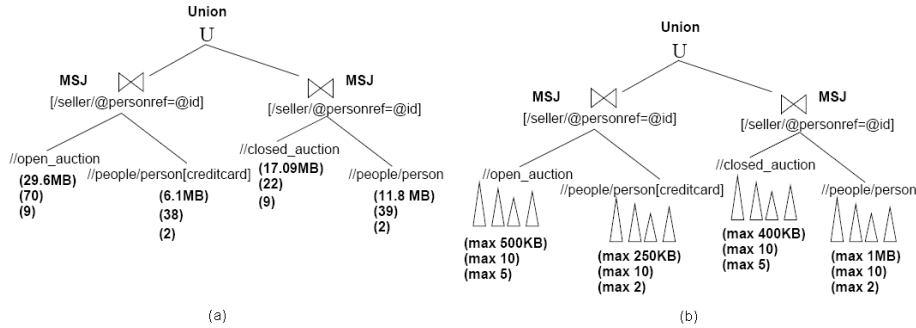 Union
U
MSJ
[/seller/@personref=@id]
MSJ
[/seller/@personref=@id]
//open_auction
(29.6MB)
(70)
(9)
//people/person[creditcard]
(6.1MB)
(38)
(2)
//closed_auction
(17.09MB)
(22)
(9)
//people/person
(11.8 MB)
(39)
(2)
(a)
Union
U
MSJ
[/seller/@personref=@id]
MSJ
[/seller/@personref=@id]
//open_auction
(max 500KB)
(max 10)
(max 5)
//people/person[creditcard]
(max 250KB)
(max 10)
(max 2)
//closed_auction
(max 400KB)
(max 10)
(max 5)
//people/person
(max 1MB)
(max 10)
(max 2)
(b)